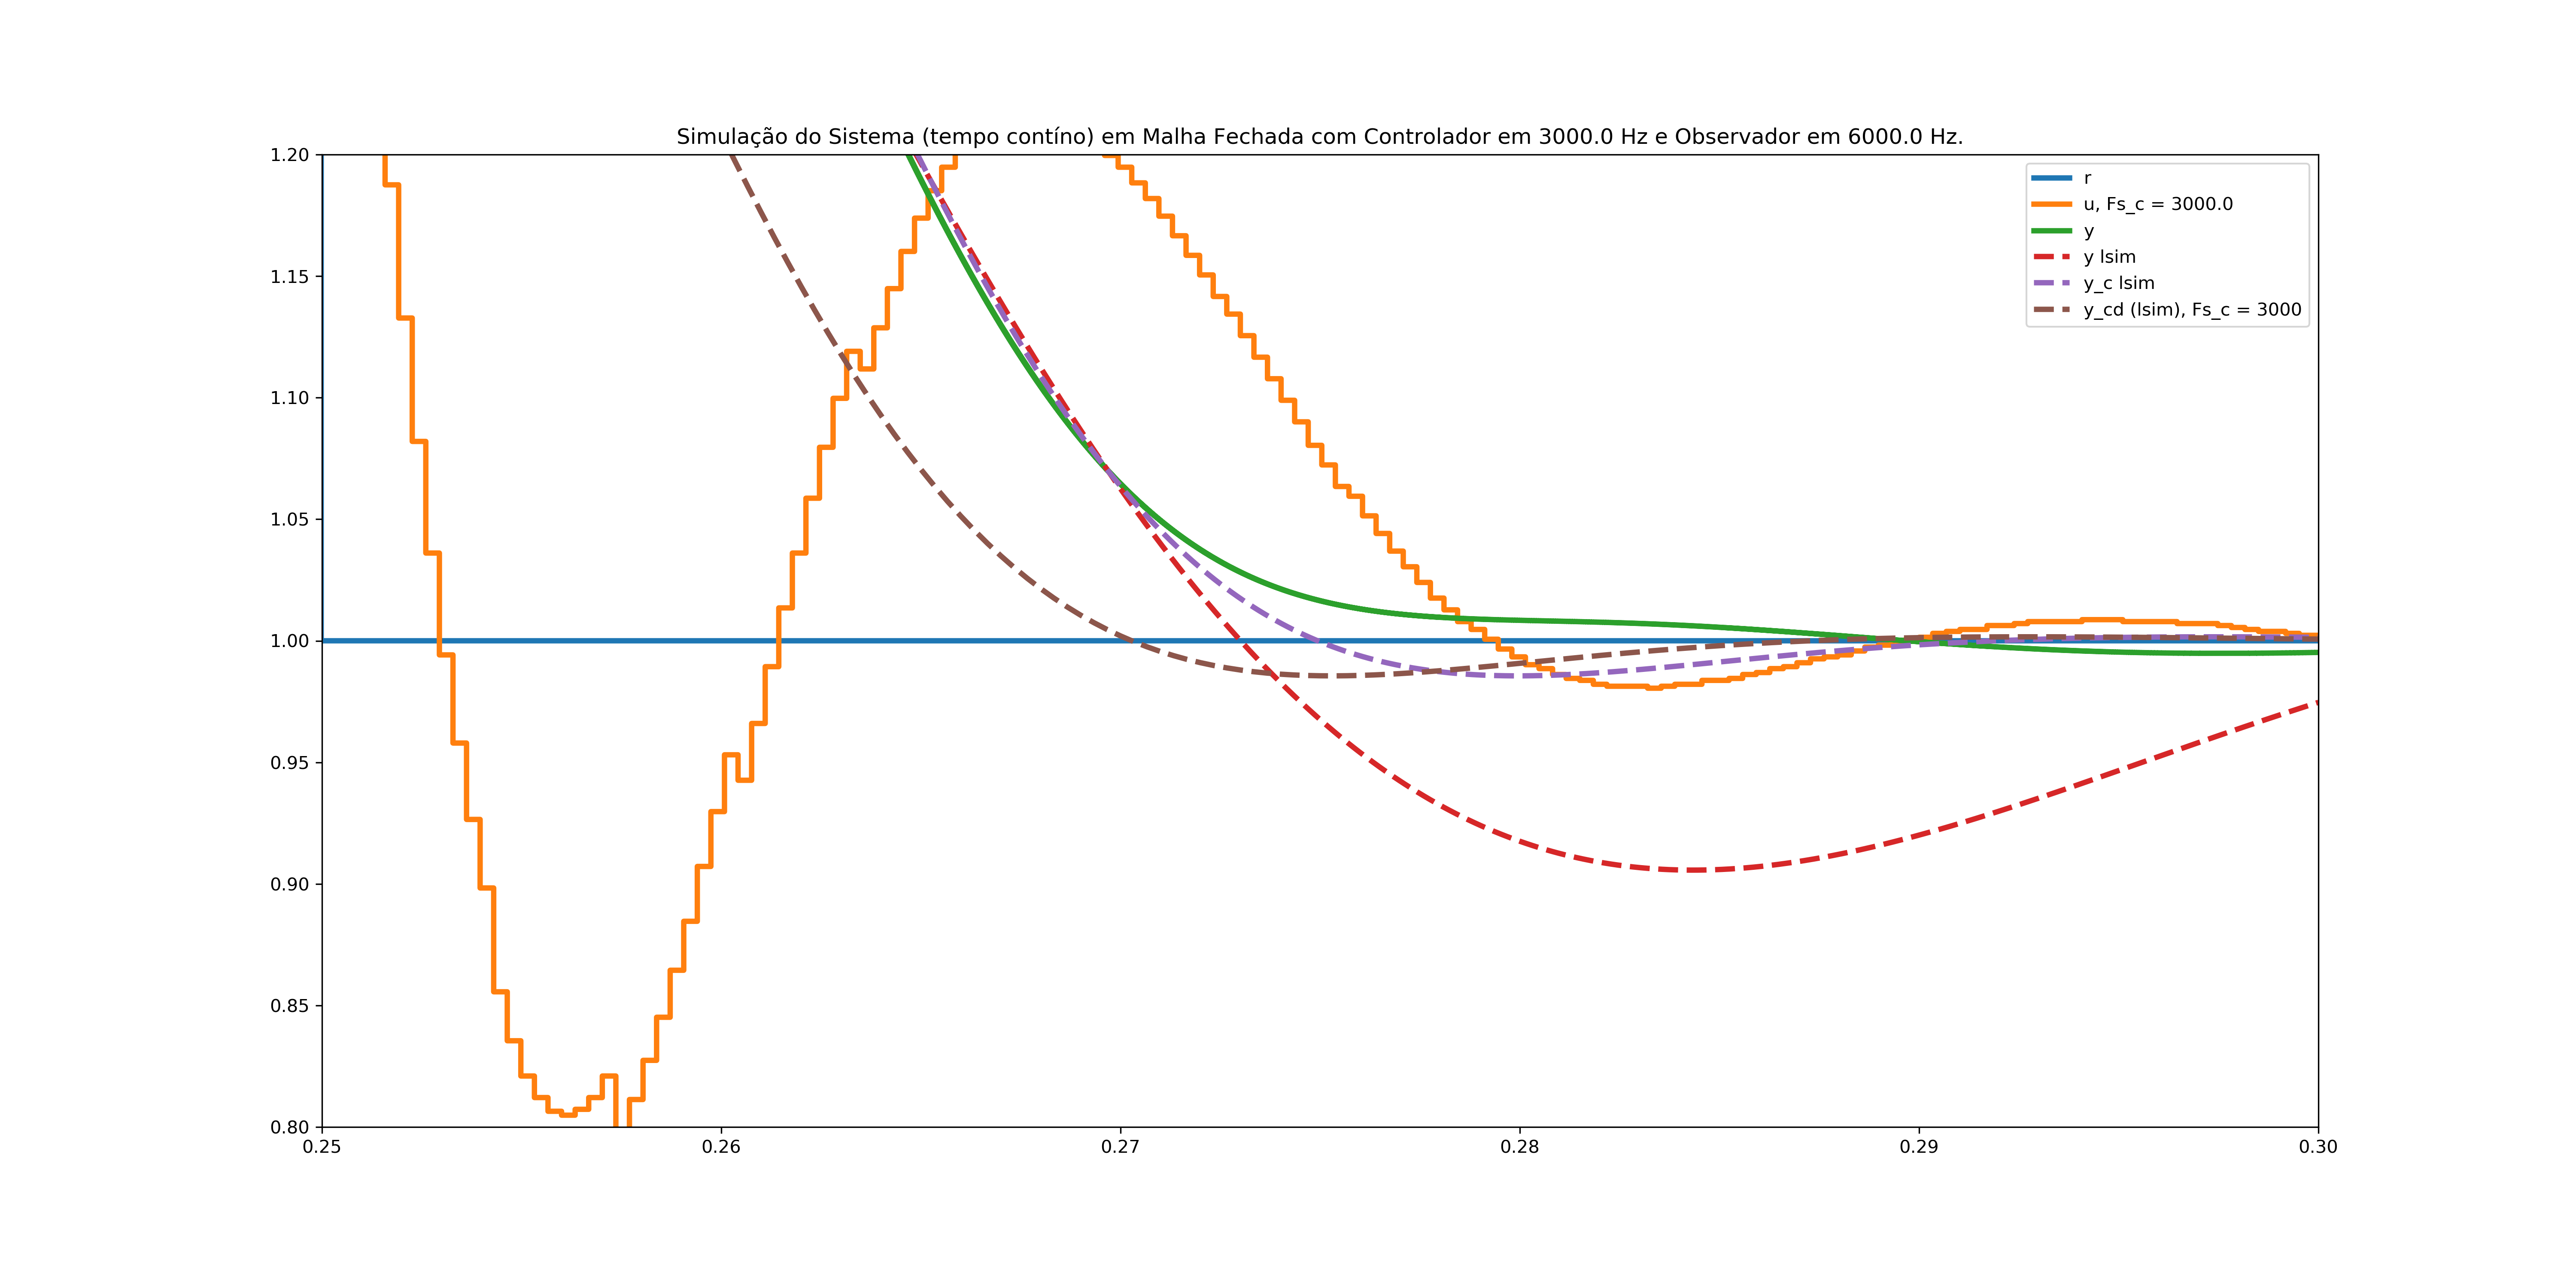 Simulação do Sistema (tempo contíno) em Malha Fechada com Controlador em 3000.0 Hz e Observador em 6000.0 Hz.
1.20
1.15
1.10
1.05
1.00
0.95
0.90
0.85
0.80
r
u, Fs_c = 3000.0
y
y lsim
y_c lsim
y_cd (lsim), Fs_c = 3000
0.25
0.26
0.27
0.28
0.29
0.30